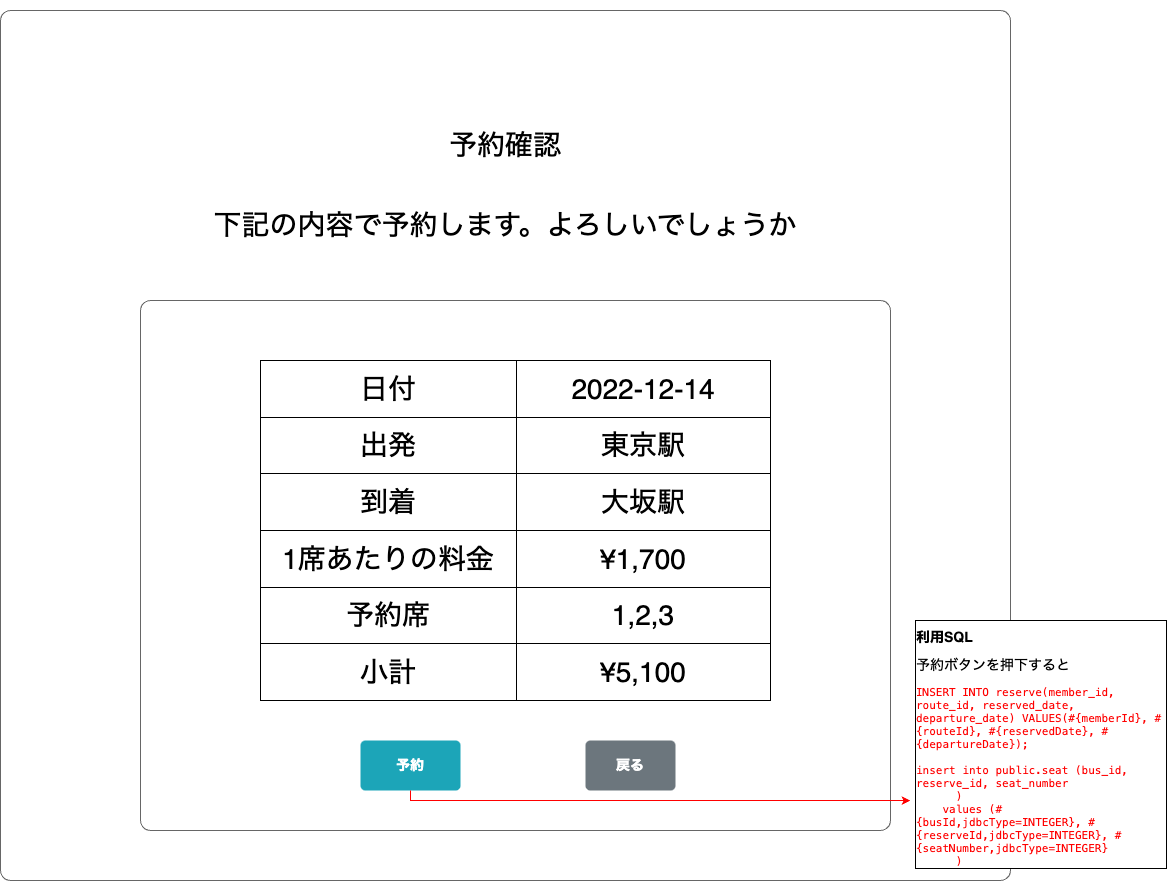 予約確認
下記の内容で予約します。よろしいでしょうか
日付 2022-12-14
出発 東京駅
到着 大坂駅
1席あたりの料金 ¥1,700
予約席 1,2,3
小計 ¥5,100
予約 戻る
利用SQL
予約ボタンを押下すると
INSERT INTO reserve(member_id,
route_id, reserved_date,
departure_date) VALUES(#{memberId}, #
{routeId}, #{reservedDate}, #
{departureDate});
insert into public.seat (bus_id,
reserve_id, seat_number
)
values (#
{busId,jdbcType=INTEGER}, #
{reserveId,jdbcType=INTEGER}, #
{seatNumber,jdbcType=INTEGER}
)